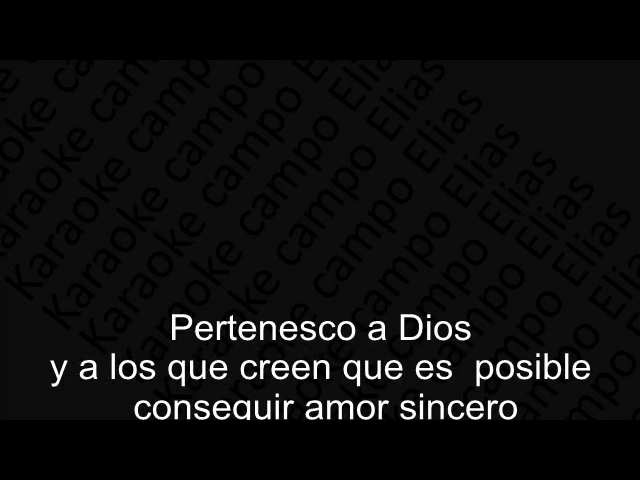 Karaoke campo Elias
Pertenesco a Dios
y a los que creen que es posible
conseguir amor sincero